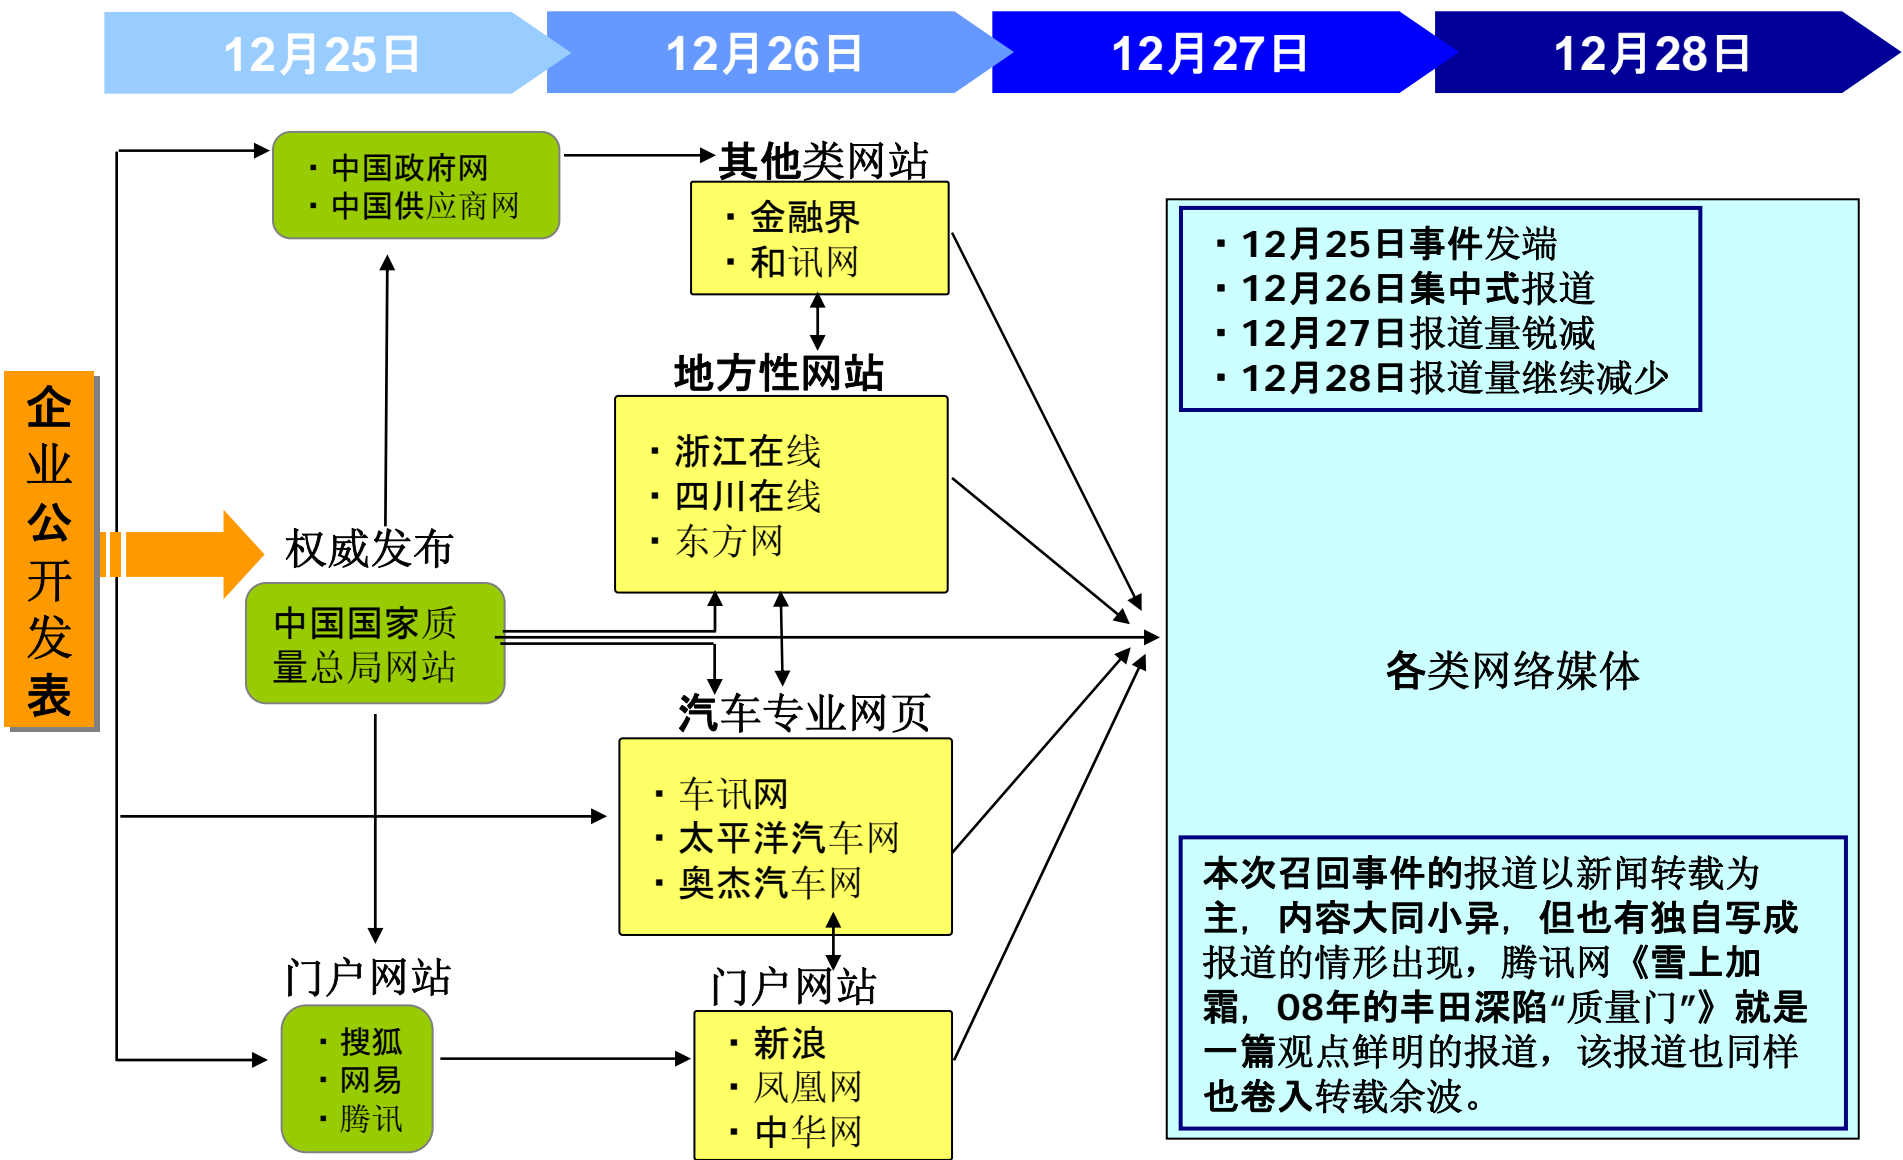 12月25日
12月26日
12月27日
12月28日
企业公开发表
·中国政府网
·中国供应商网
权威发布
中国国家质
量总局网站
门户网站
·搜狐
·网易
·腾讯
其他类网站
·金融界
·和讯网
地方性网站
·浙江在线
·四川在线
·东方网
汽车专业网页
·车讯网
·太平洋汽车网
·奥杰汽车网
门户网站
·新浪
·凤凰网
·中华网
·12月25日事件发端
·12月26日集中式报道
·12月27日报道量锐减
·12月28日报道量继续减少
各类网络媒体
本次召回事件的报道以新闻转载为
主，内容大同小异，但也有独自写成
报道的情形出现，腾讯网《雪上加
霜，08年的丰田深陷“质量门”》就是
一篇观点鲜明的报道，该报道也同样
也卷入转载余波。